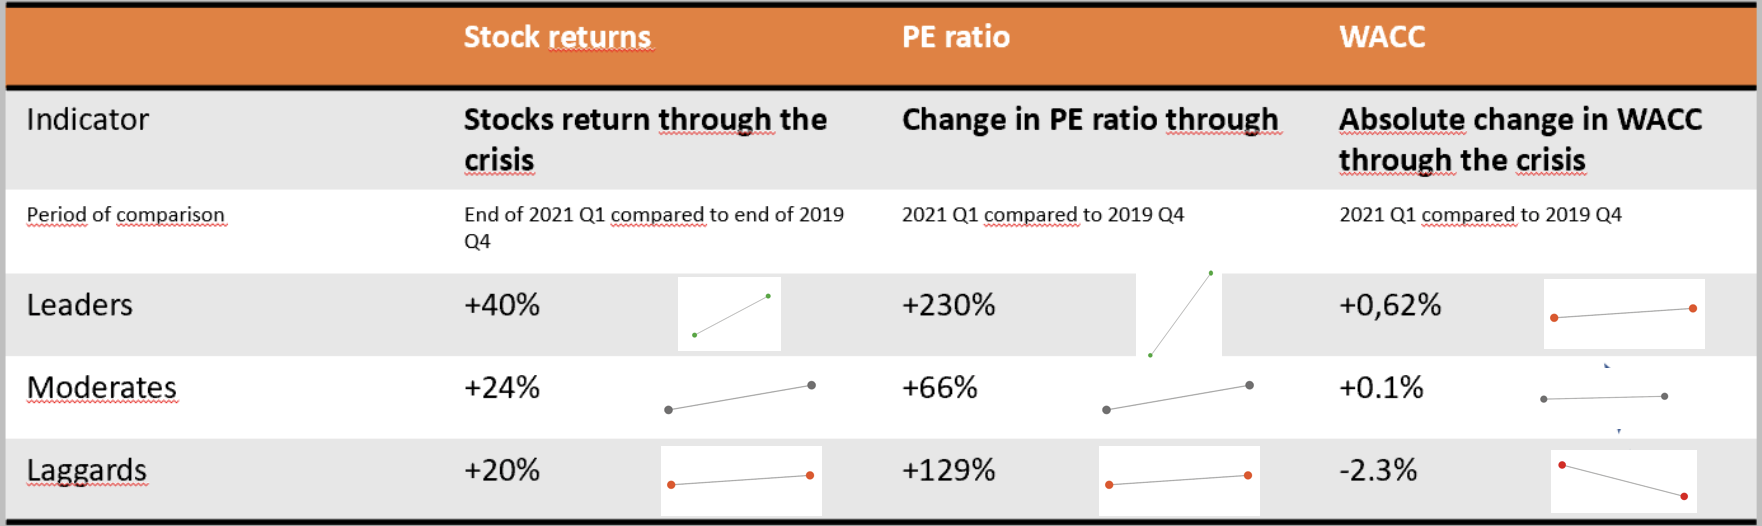 Stock returns PE ratio WACC
Indicator Stocks return through the Change in PE ratio through Absolute change in WACC
crisis through the crisis
Period of comparison End of 2021 Q1 compared to end of 2019 2021 Q1 compared to 2019 Q4 2021 Q1 compared to 2019 Q4
Q4
Leaders +40% +230% +0,62%
Moderates +24% +66% +0.1%
Laggards +20% +129% -2.3%